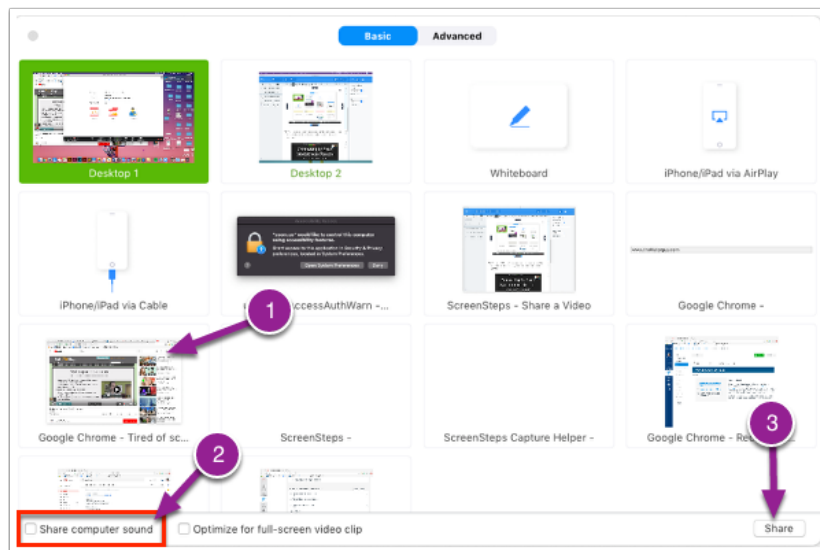 Basic Advanced
Desktop 1
Desktop 2
Whiteboard
iPhone/iPad via AirPlay
iPhone/iPad via Cable
ccessAuthWarn -...
ScreenSteps - Share a Video
Google Chrome -
1
Google Chrome - Tired of sc...
ScreenSteps -
ScreenSteps Capture Helper -
Google Chrome - Re
3
2
Share computer sound
Optimize for full-screen video clip
Share